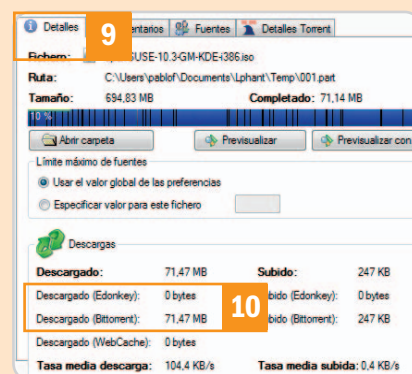 Detalles 9 entarios Fuentes Detalles Torrent
Fichero: SUSE-10.3-GM-KDE-i386.iso
Ruta: C:\Users\pablof\Documents\Lphant\Temp\001.part
Tamaño: 694,83 MB Completado: 71,14 MB
10 %
Abrir carpeta Previsualizar Previsualizar con
Límite máximo de fuentes
Usar el valor global de las preferencias
Especificar valor para este fichero
Descargas
Descargado: 71,47 MB Subido: 247 KB
Descargado (Edonkey): 0 bytes 10 bido (Edonkey): 0 bytes
Descargado (Bittorrent): 71,47 MB bido (Bittorrent): 247 KB
Descargado (WebCache): 0 bytes
Tasa media descarga: 104,4 KB/s Tasa media subida: 0,4 KB/s